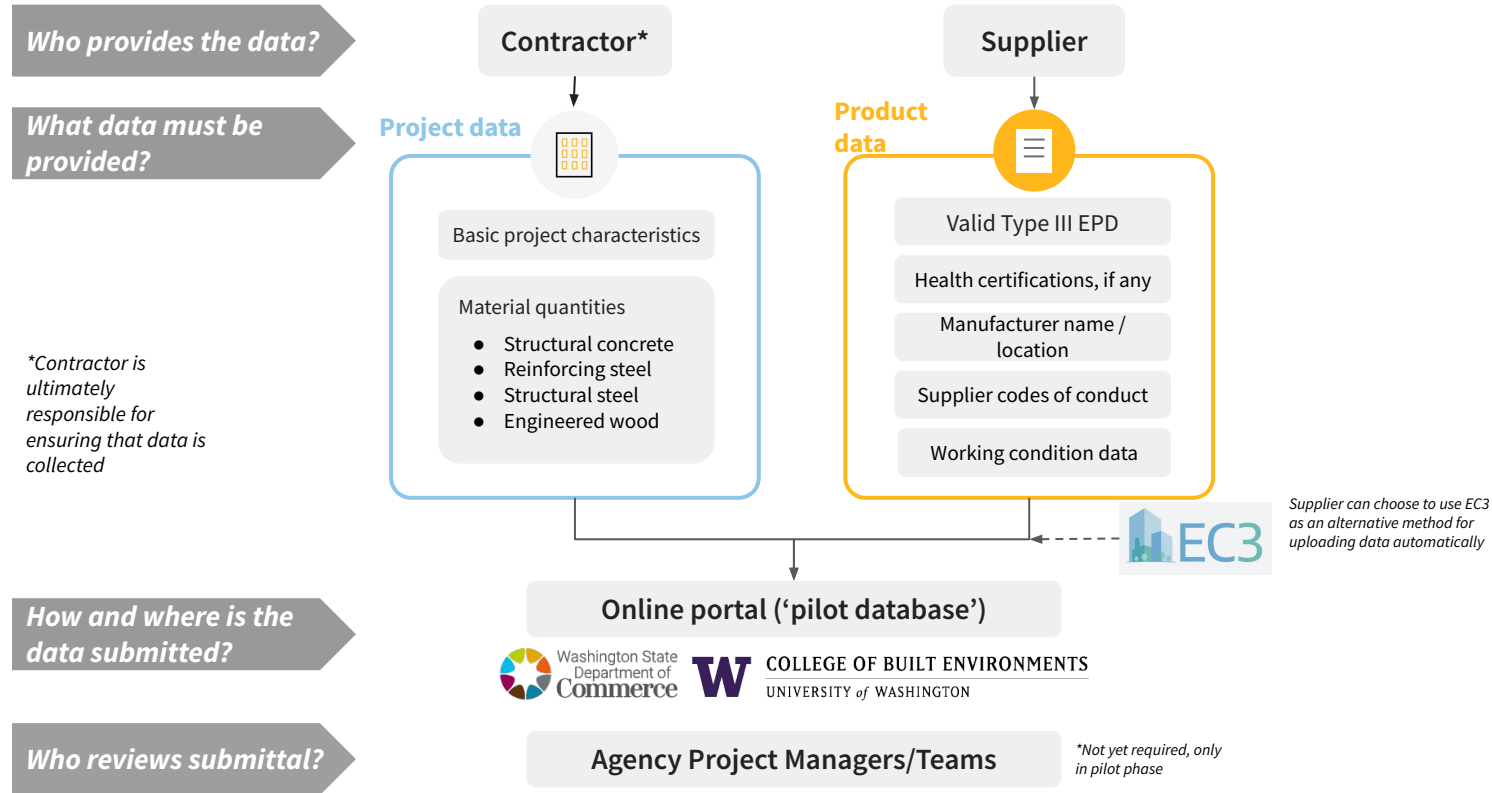 Who provides the data?
Contractor*
Supplier
What data must be
provided?
Project data
Product
data
Basic project characteristics
Material quantities
● Structural concrete
● Reinforcing steel
● Structural steel
● Engineered wood
Valid Type III EPD
Health certifications, if any
Manufacturer name /
location
Supplier codes of conduct
Working condition data
*Contractor is
ultimately
responsible for
ensuring that data is
collected
EC3
Supplier can choose to use EC3
as an alternative method for
uploading data automatically
How and where is the
data submitted?
Online portal (‘pilot database’)
Washington State
Department of
Commerce
W
COLLEGE OF BUILT ENVIRONMENTS
UNIVERSITY of WASHINGTON
Who reviews submittal?
Agency Project Managers/Teams
*Not yet required, only
in pilot phase